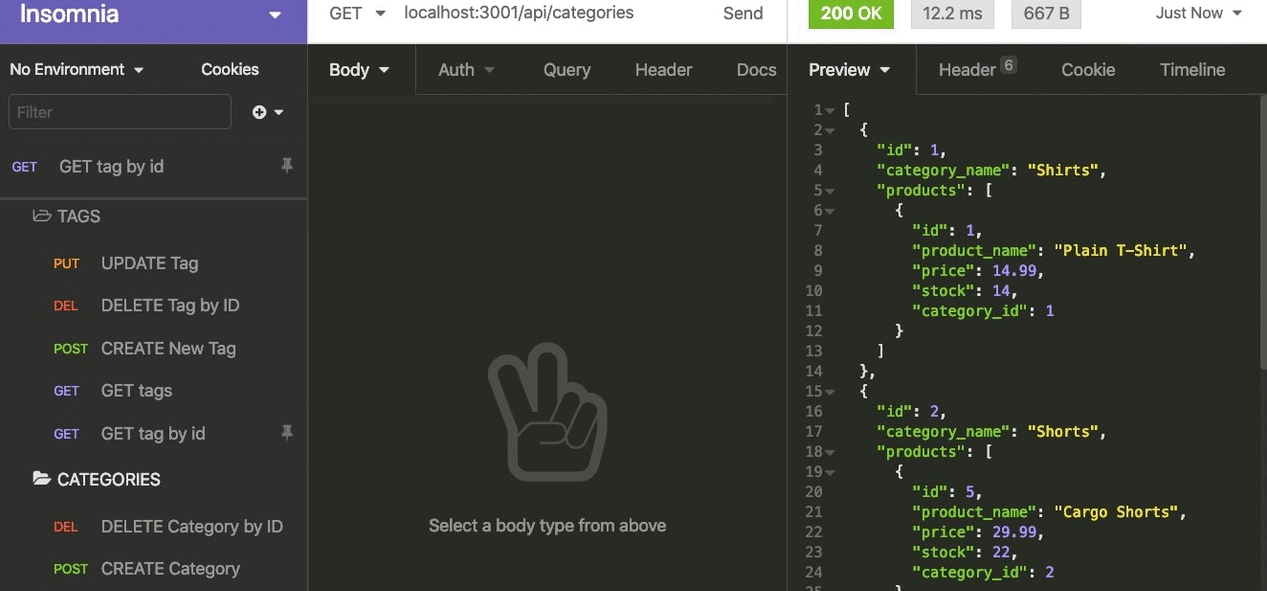 Insomnia
GET localhost:3001/api/categories Send
200 OK 12.2 ms 667 B Just Now
No Environment Cookies
Body Auth Query Header Docs
Preview Header 6 Cookie Timeline
Filter
GET GET tag by id
TAGS
PUT UPDATE Tag
DEL DELETE Tag by ID
POST CREATE New Tag
GET GET tags
GET GET tag by id
CATEGORIES
DEL DELETE Category by ID
POST CREATE Category
Select a body type from above
1 [
2 {
3 "id": 1,
4 "category_name": "Shirts",
5 "products": [
6 {
7 "id": 1,
8 "product_name": "Plain T-Shirt",
9 "price": 14.99,
10 "stock": 14,
11 "category_id": 1
12 }
13 ]
14 },
15 {
16 "id": 2,
17 "category_name": "Shorts",
18 "products": [
19 {
20 "id": 5,
21 "product_name": "Cargo Shorts",
22 "price": 29.99,
23 "stock": 22,
24 "category_id": 2